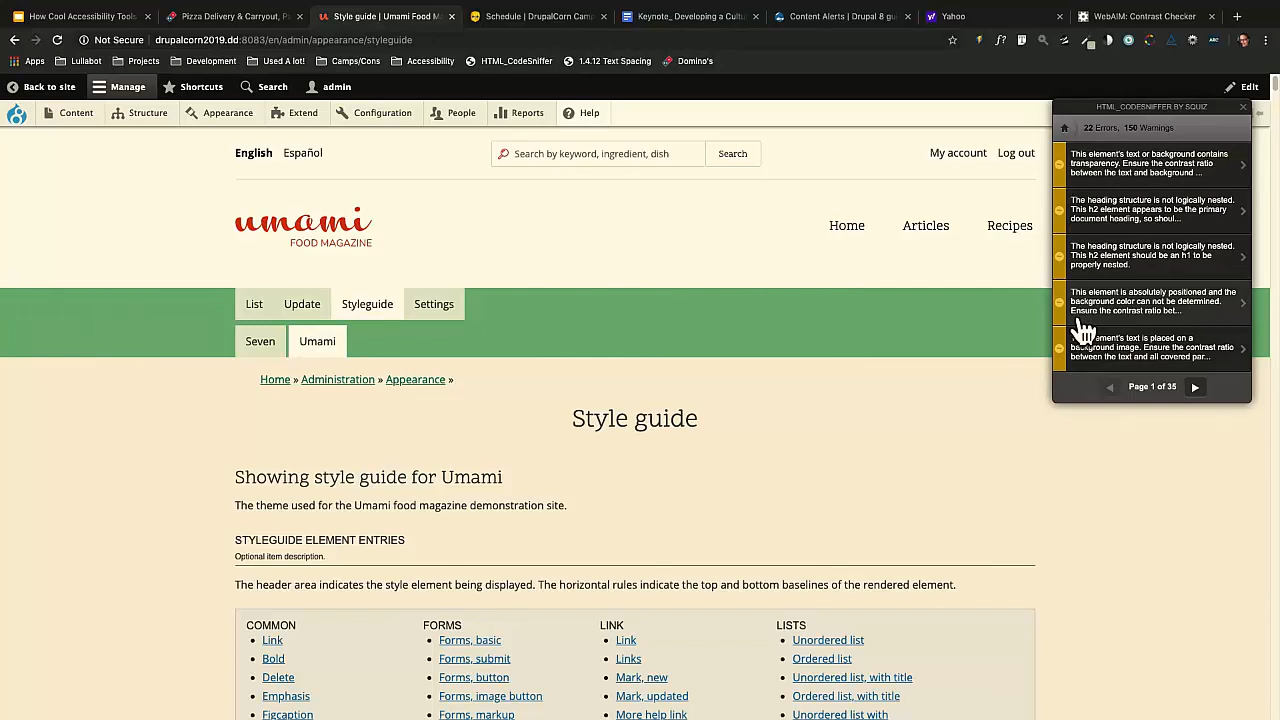 How Cool Accessibility Tools
Pizza Delivery & Carryout, P
Style guide | Umami Food M
Schedule | DrupalCorn Camp
Keynote_ Developing a Cultu
Content Alerts | Drupal 8 gu
Yahoo
WebAIM: Contrast Checker
Not Secure | drupalcorn2019.dd:8083/en/admin/appearance/styleguide
Apps
Lullabot
Projects
Development
Used A lot!
Camps/Cons
Accessibility
HTML_CodeSniffer
1.4.12 Text Spacing
Domino's
Back to site
Manage
Shortcuts
Search
admin
Edit
Content
Structure
Appearance
Extend
Configuration
People
Reports
Help
HTML_CODESNIFFER BY SQUIZ
22 Errors, 150 Warnings
This element's text or background contains
transparency. Ensure the contrast ratio
between the text and background ...
The heading structure is not logically nested.
This h2 element appears to be the primary
document heading, so shoul...
The heading structure is not logically nested.
This h2 element should be an h1 to be
properly nested.
This element is absolutely positioned and the
background color can not be determined.
Ensure the contrast ratio bet...
element's text is placed on a
background image. Ensure the contrast ratio
between the text and all covered par...
Page 1 of 35
English
Español
Search by keyword, ingredient, dish
Search
My account
Log out
umami
FOOD MAGAZINE
Home
Articles
Recipes
List
Update
Styleguide
Settings
Seven
Umami
Home » Administration » Appearance »
Style guide
Showing style guide for Umami
The theme used for the Umami food magazine demonstration site.
STYLEGUIDE ELEMENT ENTRIES
Optional item description.
The header area indicates the style element being displayed. The horizontal rules indicate the top and bottom baselines of the rendered element.
COMMON
Link
Bold
Delete
Emphasis
Figcaption
FORMS
Forms, basic
Forms, submit
Forms, button
Forms, image button
Forms, markup
LINK
Link
Links
Mark, new
Mark, updated
More help link
LISTS
Unordered list
Ordered list
Unordered list, with title
Ordered list, with title
Unordered list, with